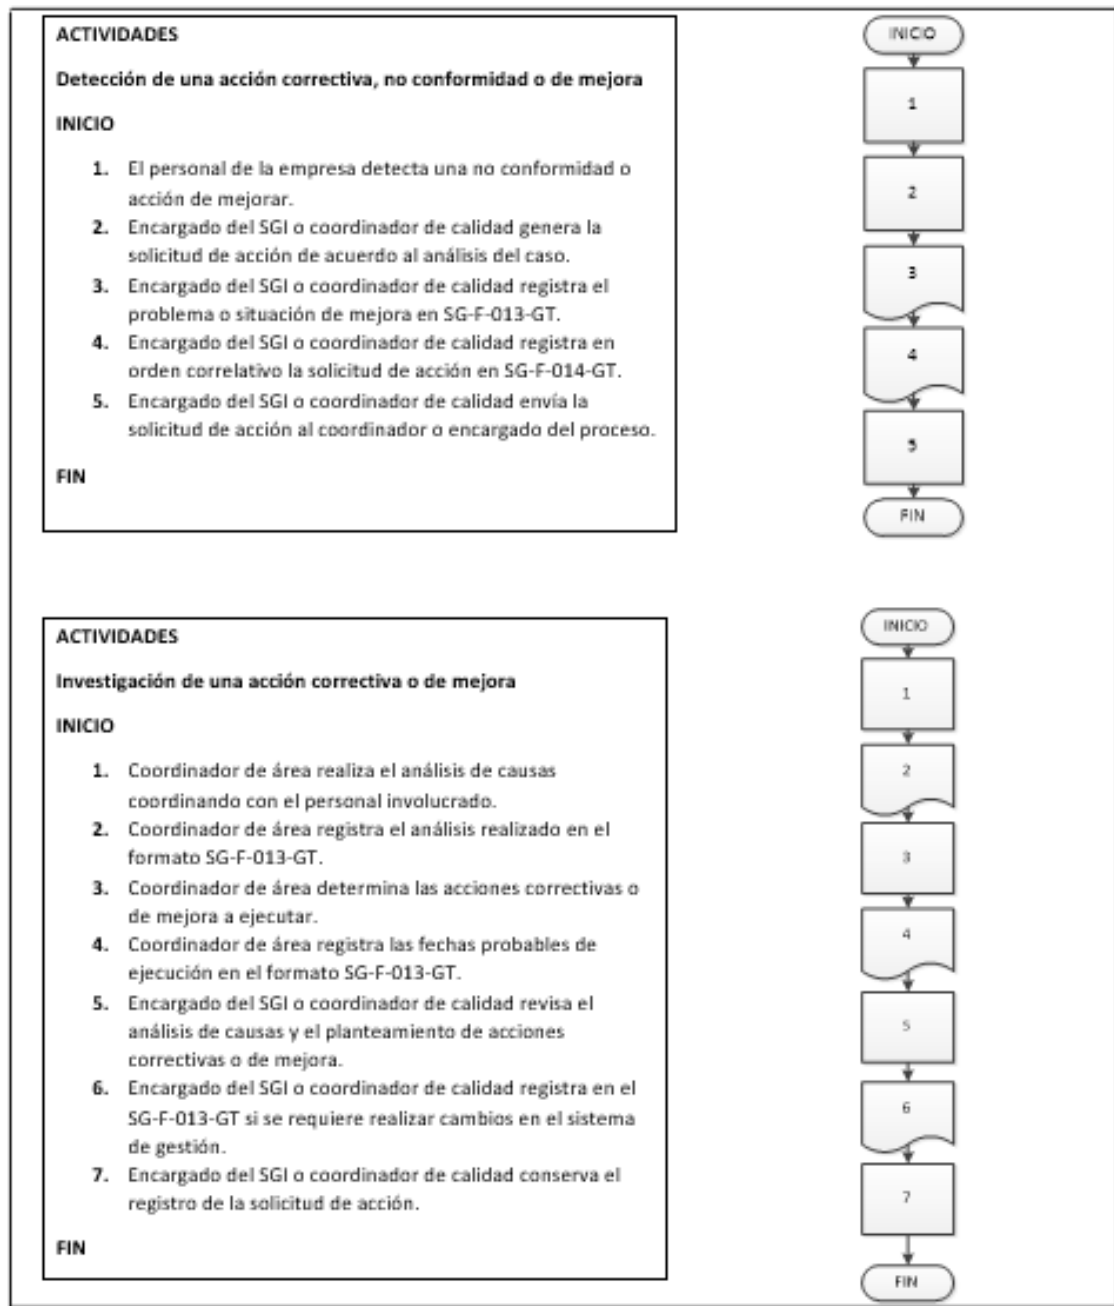 ACTIVIDADES
Detección de una acción correctiva, no conformidad o de mejora
INICIO
1. El personal de la empresa detecta una no conformidad o
acción de mejorar.
2. Encargado del SGI o coordinador de calidad genera la
solicitud de acción de acuerdo al análisis del caso.
3. Encargado del SGI o coordinador de calidad registra el
problema o situación de mejora en SG-F-013-GT.
4. Encargado del SGI o coordinador de calidad registra en
orden correlativo la solicitud de acción en SG-F-014-GT.
5. Encargado del SGI o coordinador de calidad envía la
solicitud de acción al coordinador o encargado del proceso.
FIN
INICIO
1
2
3
4
5
FIN
ACTIVIDADES
Investigación de una acción correctiva o de mejora
INICIO
1. Coordinador de área realiza el análisis de causas
coordinando con el personal involucrado.
2. Coordinador de área registra el análisis realizado en el
formato SG-F-013-GT.
3. Coordinador de área determina las acciones correctivas o
de mejora a ejecutar.
4. Coordinador de área registra las fechas probables de
ejecución en el formato SG-F-013-GT.
5. Encargado del SGI o coordinador de calidad revisa el
análisis de causas y el planteamiento de acciones
correctivas o de mejora.
6. Encargado del SGI o coordinador de calidad registra en el
SG-F-013-GT si se requiere realizar cambios en el sistema
de gestión.
7. Encargado del SGI o coordinador de calidad conserva el
registro de la solicitud de acción.
FIN
INICIO
1
2
3
4
5
6
7
FIN